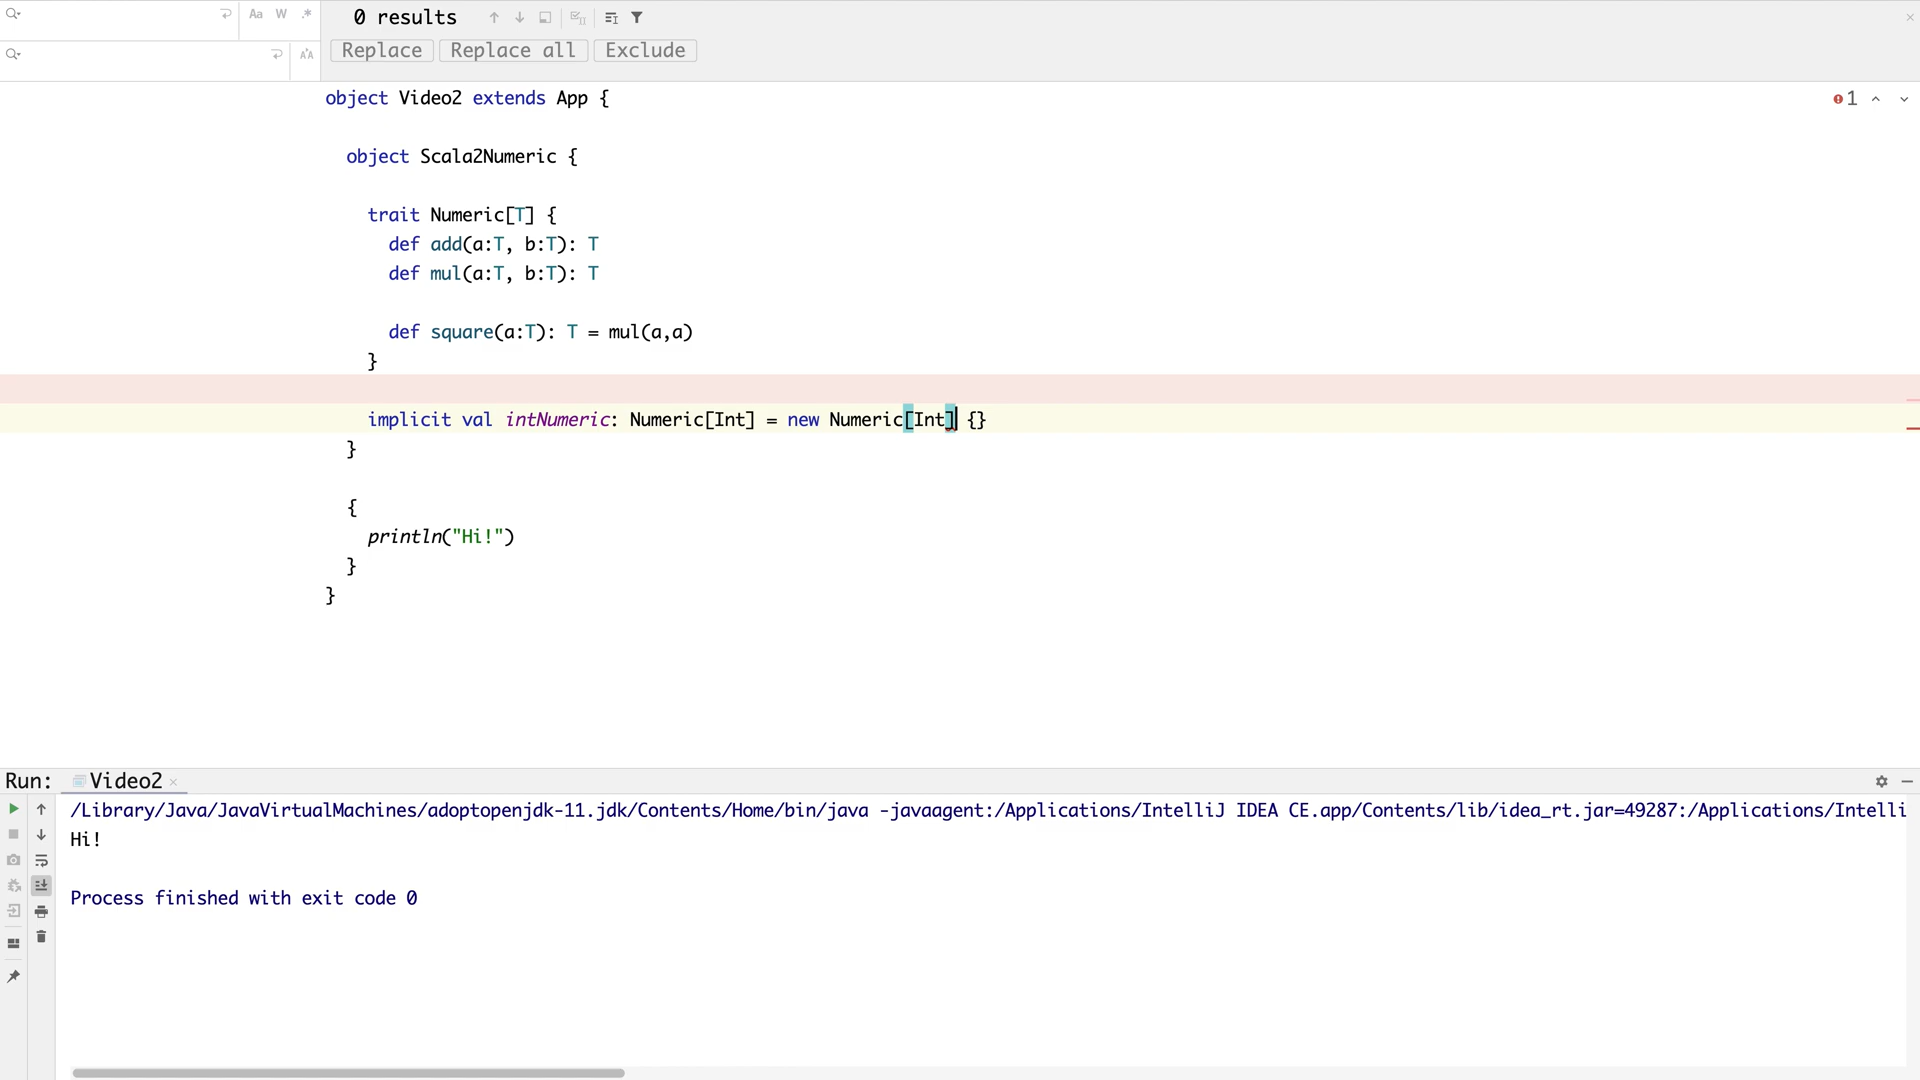 Aa W .*
0 results
Replace Replace all Exclude
object Video2 extends App {
1
object Scala2Numeric {
trait Numeric[T] {
def add(a:T, b:T): T
def mul(a:T, b:T): T
def square(a:T): T = mul(a,a)
}
implicit val intNumeric: Numeric[Int] = new Numeric[Int] {}
}
{
println("Hi!")
}
}
Run: Video2
/Library/Java/JavaVirtualMachines/adoptopenjdk-11.jdk/Contents/Home/bin/java -javaagent:/Applications/IntelliJ IDEA CE.app/Contents/lib/idea_rt.jar=49287:/Applications/Intelli
Hi!
Process finished with exit code 0